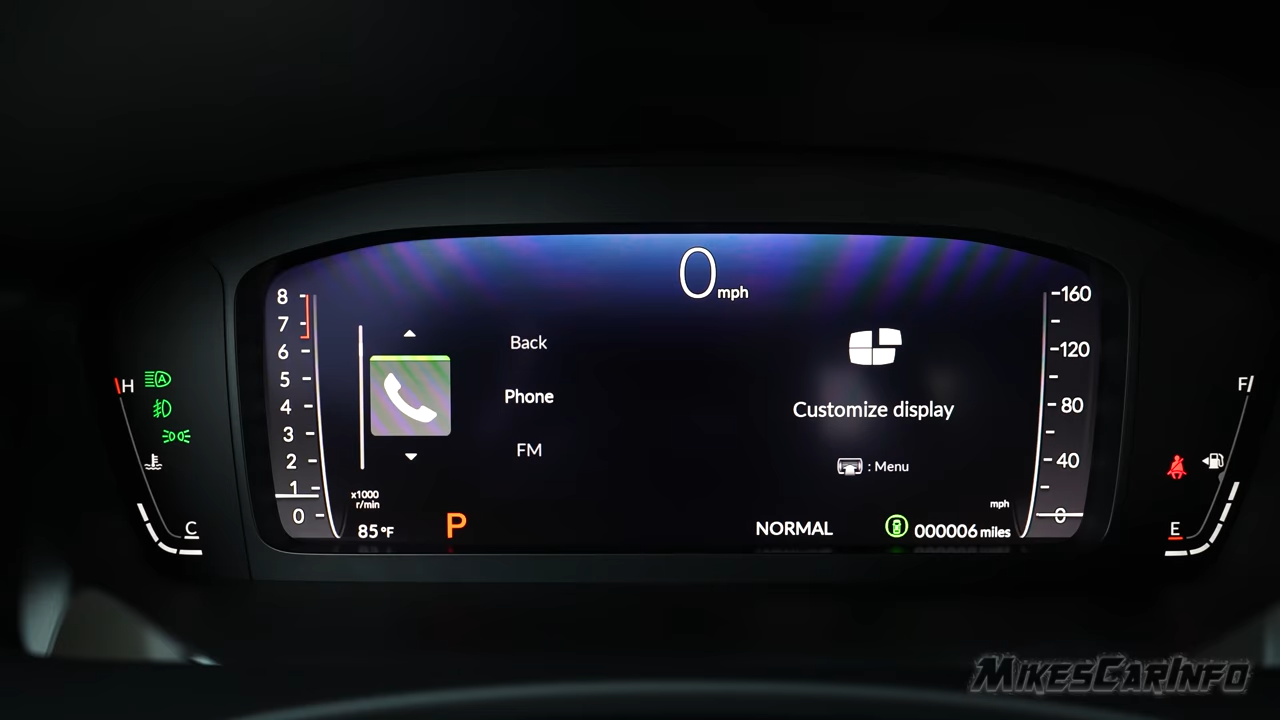 0 mph
8
7
6
5
4
3
2
1
0
x1000
r/min
85 °F
P
Back
Phone
FM
Customize display
: Menu
NORMAL
000006 miles
160
120
80
40
0
mph
H
A
C
F
E
MIKESCARINFO